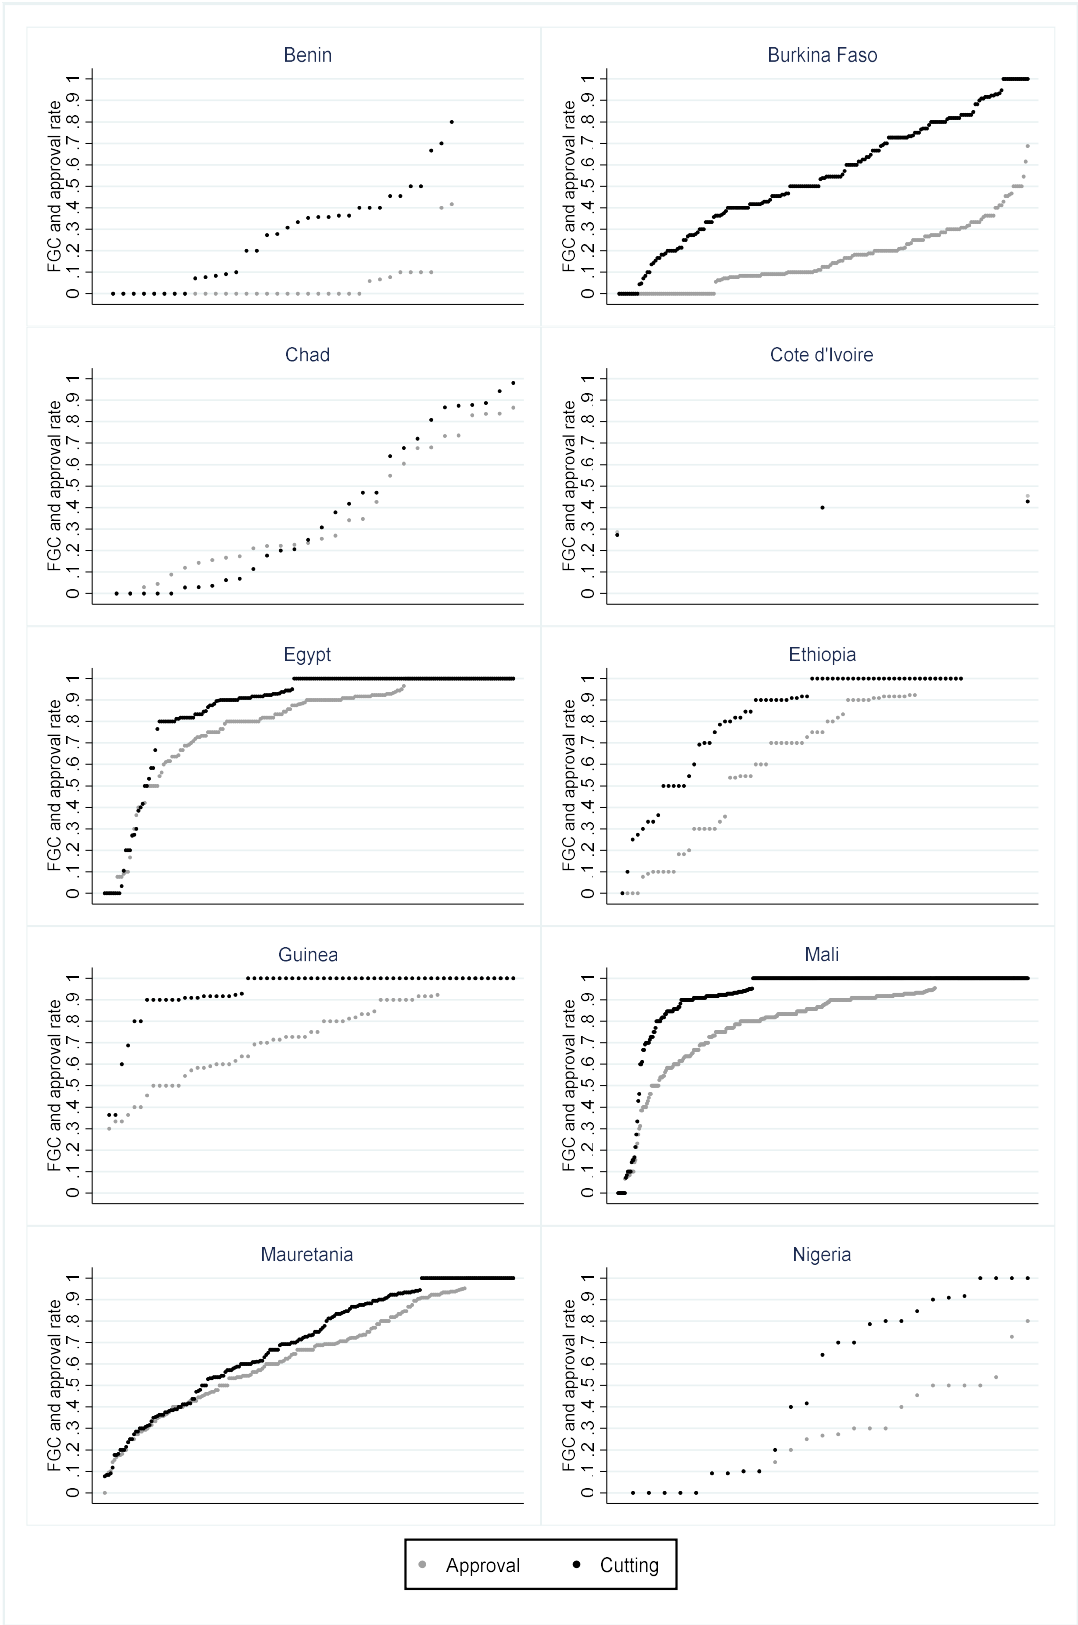 Benin
FGC and approval rate
0 .1 .2 .3 .4 .5 .6 .7 .8 .9 1
Burkina Faso
FGC and approval rate
0 .1 .2 .3 .4 .5 .6 .7 .8 .9 1
Chad
FGC and approval rate
0 .1 .2 .3 .4 .5 .6 .7 .8 .9 1
Cote d'Ivoire
FGC and approval rate
0 .1 .2 .3 .4 .5 .6 .7 .8 .9 1
Egypt
FGC and approval rate
0 .1 .2 .3 .4 .5 .6 .7 .8 .9 1
Ethiopia
FGC and approval rate
0 .1 .2 .3 .4 .5 .6 .7 .8 .9 1
Guinea
FGC and approval rate
0 .1 .2 .3 .4 .5 .6 .7 .8 .9 1
Mali
FGC and approval rate
0 .1 .2 .3 .4 .5 .6 .7 .8 .9 1
Mauretania
FGC and approval rate
0 .1 .2 .3 .4 .5 .6 .7 .8 .9 1
Nigeria
FGC and approval rate
0 .1 .2 .3 .4 .5 .6 .7 .8 .9 1
Approval Cutting